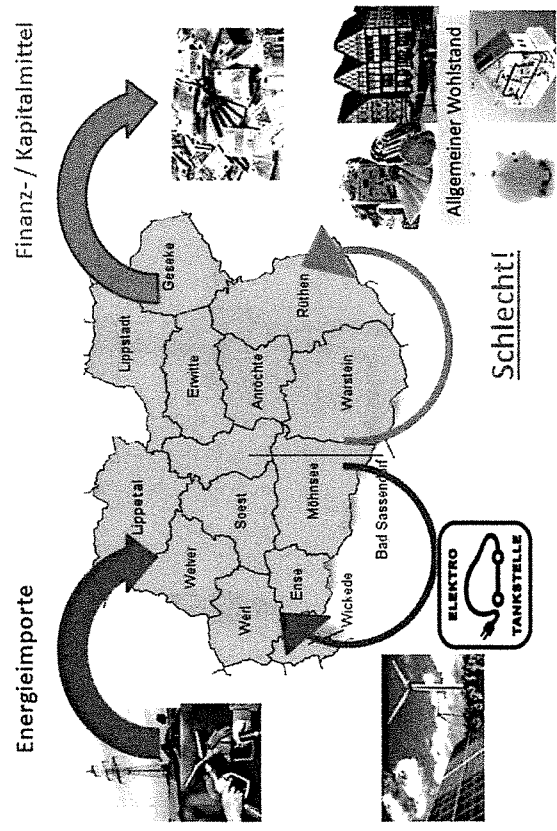 Energieimporte
Finanz- / Kapitalmittel
Lippetal
Lippstadt
Welver
Geseke
Werl
Soest
Erwitte
Ense
Möhnsee
Anröchte
Rüthen
Warstein
Wickede
Bad Sassendorf
ELEKTRO
TANKSTELLE
Schlecht!
Allgemeiner Wohlstand